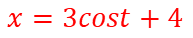 x = 3cost + 4